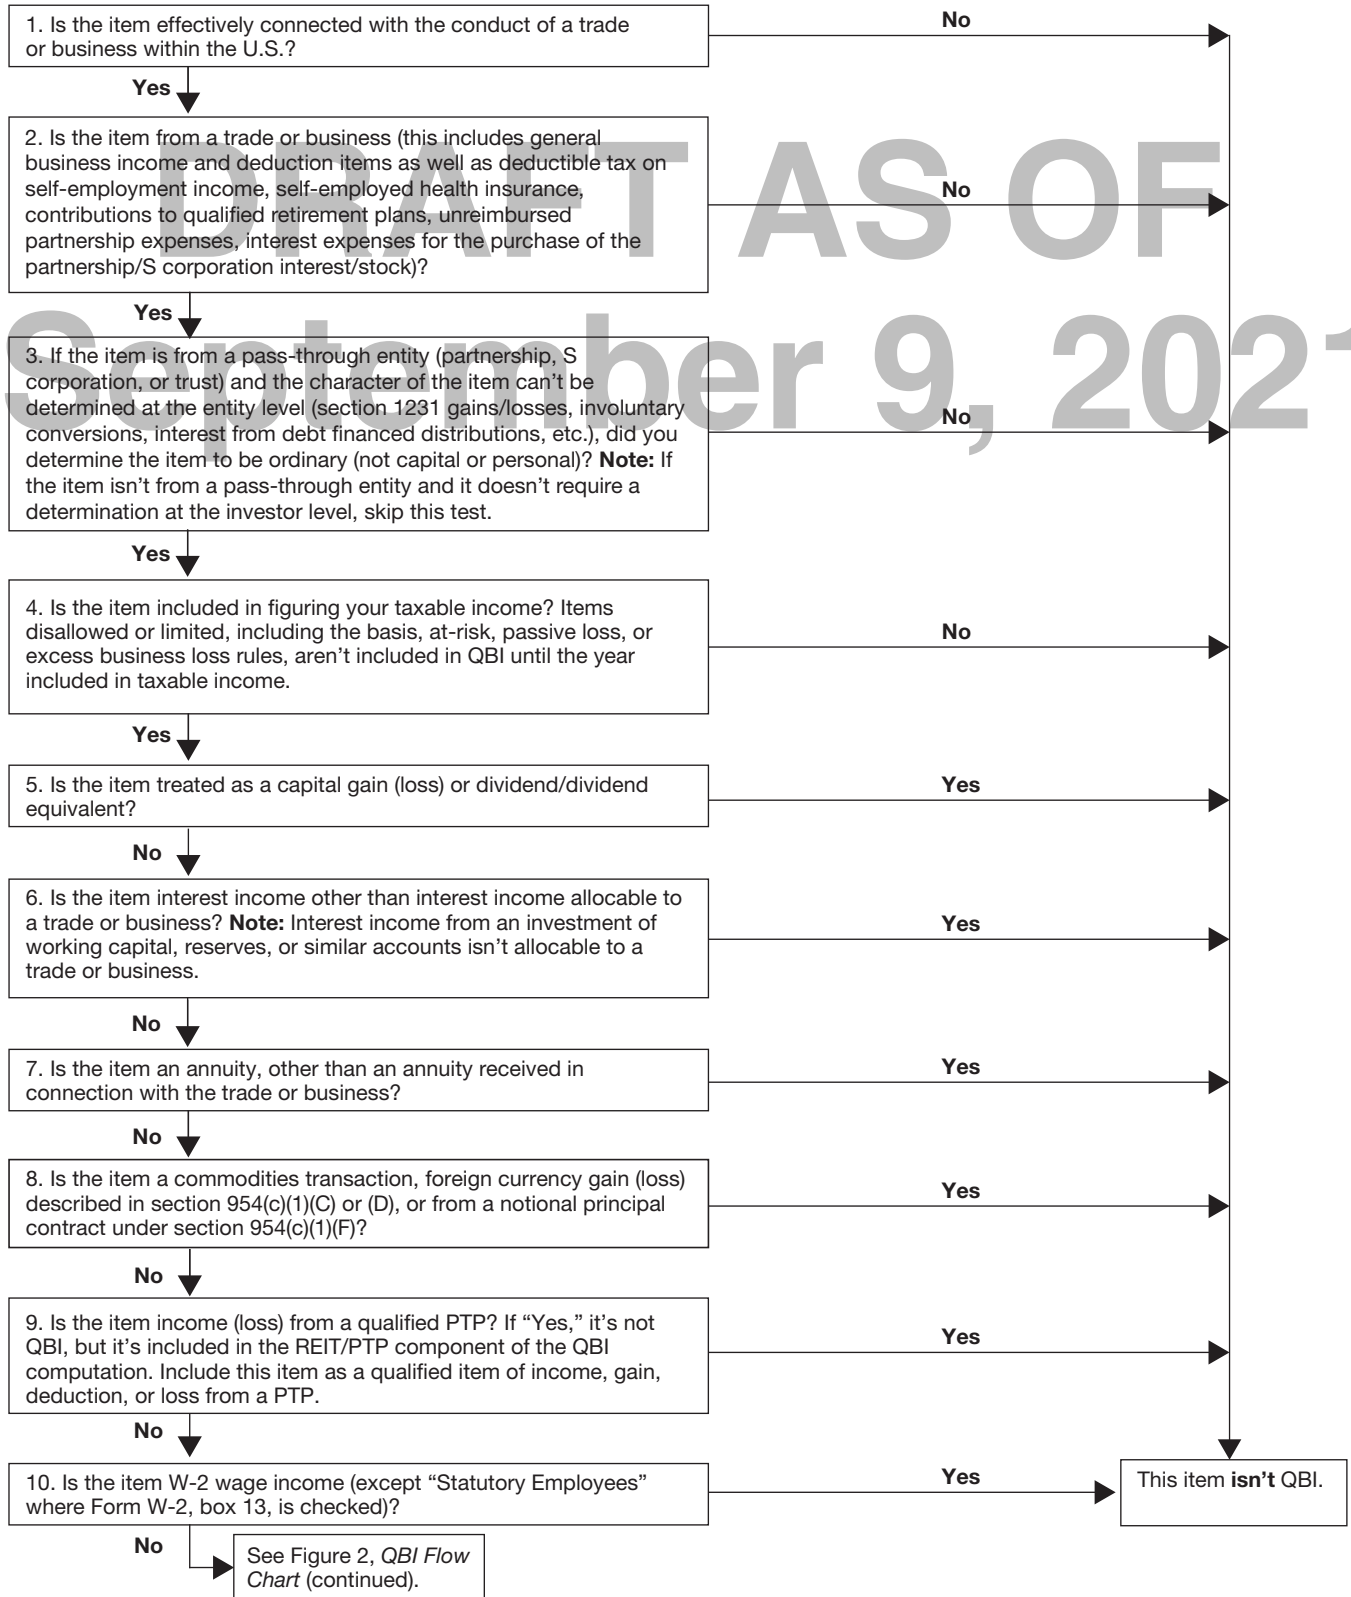 1. Is the item effectively connected with the conduct of a trade
or business within the U.S.?
No
Yes
DRAFT AS OF
2. Is the item from a trade or business (this includes general
business income and deduction items as well as deductible tax on
self-employment income, self-employed health insurance,
contributions to qualified retirement plans, unreimbursed
partnership expenses, interest expenses for the purchase of the
partnership/S corporation interest/stock)?
No
Yes
September 9, 2021
3. If the item is from a pass-through entity (partnership, S
corporation, or trust) and the character of the item can't be
determined at the entity level (section 1231 gains/losses, involuntary
conversions, interest from debt financed distributions, etc.), did you
determine the item to be ordinary (not capital or personal)? Note: If
the item isn't from a pass-through entity and it doesn't require a
determination at the investor level, skip this test.
No
Yes
4. Is the item included in figuring your taxable income? Items
disallowed or limited, including the basis, at-risk, passive loss, or
excess business loss rules, aren't included in QBI until the year
included in taxable income.
No
Yes
5. Is the item treated as a capital gain (loss) or dividend/dividend
equivalent?
Yes
No
6. Is the item interest income other than interest income allocable to
a trade or business? Note: Interest income from an investment of
working capital, reserves, or similar accounts isn't allocable to a
trade or business.
Yes
No
7. Is the item an annuity, other than an annuity received in
connection with the trade or business?
Yes
No
8. Is the item a commodities transaction, foreign currency gain (loss)
described in section 954(c)(1)(C) or (D), or from a notional principal
contract under section 954(c)(1)(F)?
Yes
No
9. Is the item income (loss) from a qualified PTP? If "Yes," it's not
QBI, but it's included in the REIT/PTP component of the QBI
computation. Include this item as a qualified item of income, gain,
deduction, or loss from a PTP.
Yes
No
10. Is the item W-2 wage income (except "Statutory Employees"
where Form W-2, box 13, is checked)?
Yes
This item isn't QBI.
No
See Figure 2, QBI Flow
Chart (continued).